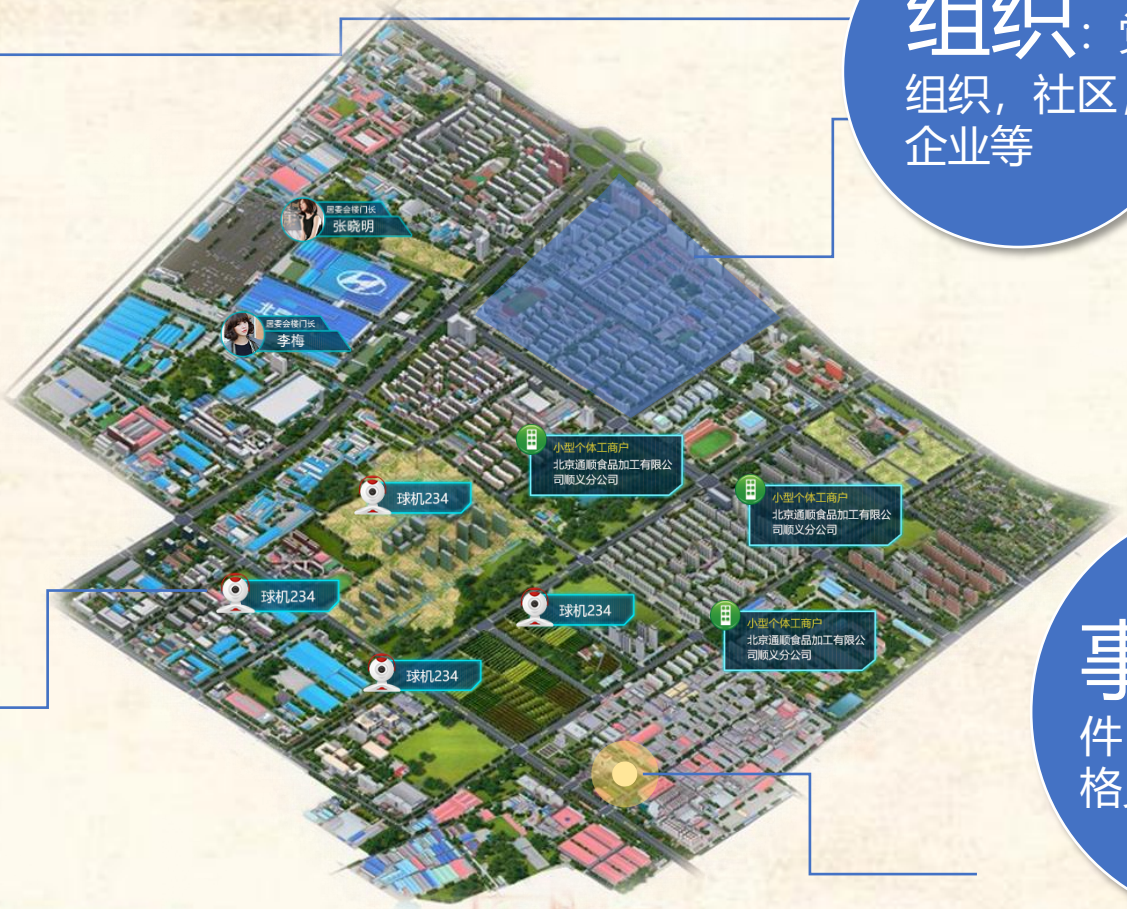 组织:
组织，社区，
企业等
居委会楼门长
张晓明
北
居委会楼门长
李梅
小型个体工商户
北京通顺食品加工有限公
司顺义分公司
球机234
小型个体工商户
北京通顺食品加工有限公
司顺义分公司
球机234
球机234
小型个体工商户
北京通顺食品加工有限公
司顺义分公司
球机234
事
件
格